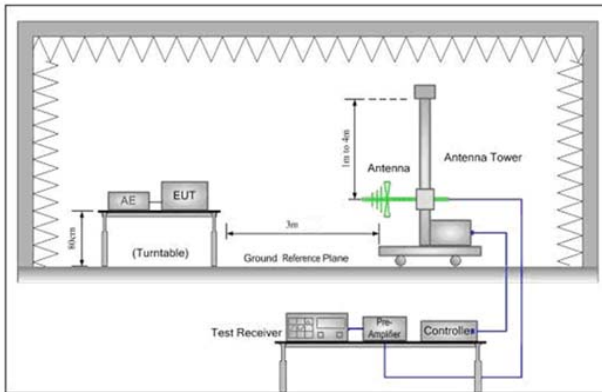 1m to 4m
Antenna
Antenna Tower
AE
EUT
80cm
(Turntable)
3m
Ground Reference Plane
Test Receiver
Pre-
Amplifier
Controller